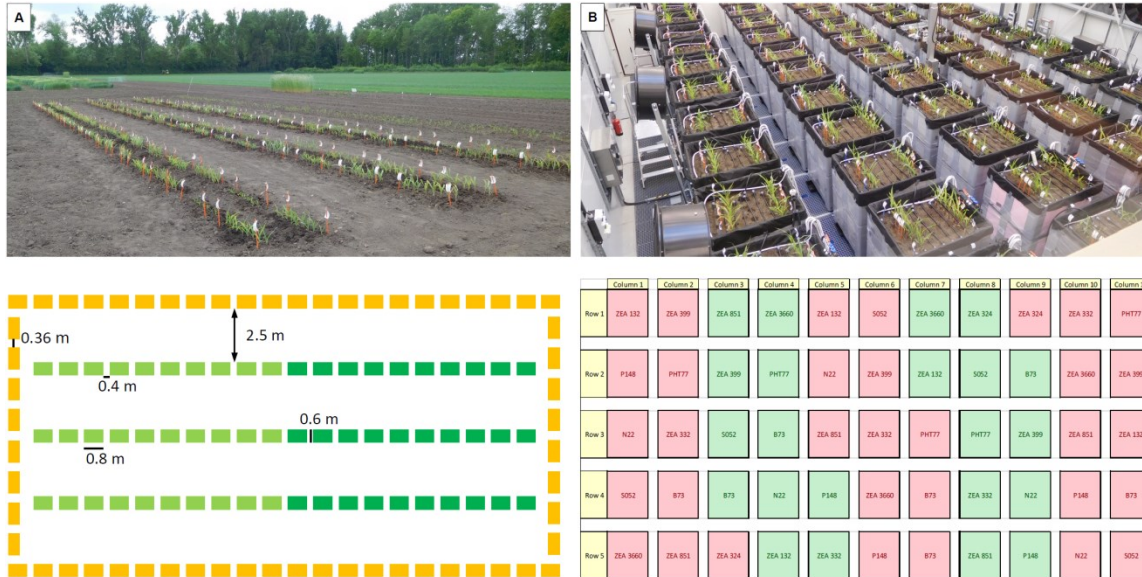 A
B
0.36 m
2.5 m
0.4 m
0.6 m
0.8 m
Column 1 Column 2 Column 3 Column 4 Column 5 Column 6 Column 7 Column 8 Column 9 Column 10
Row 1 ZEA 132 ZEA 399 ZEA 851 ZEA 3660 ZEA 132 S052 ZEA 3660 ZEA 324 ZEA 324 ZEA 332 PHT77
Row 2 P148 PHT77 ZEA 399 PHT77 N22 ZEA 399 ZEA 132 S052 B73 ZEA 3660 ZEA 399
Row 3 N22 ZEA 332 S052 B73 ZEA 851 ZEA 332 PHT77 PHT77 ZEA 399 ZEA 851 ZEA 132
Row 4 S052 B73 B73 N22 P148 ZEA 3660 B73 ZEA 332 N22 P148 B73
Row 5 ZEA 3660 ZEA 851 ZEA 324 ZEA 132 ZEA 332 P148 B73 ZEA 851 P148 N22 S052